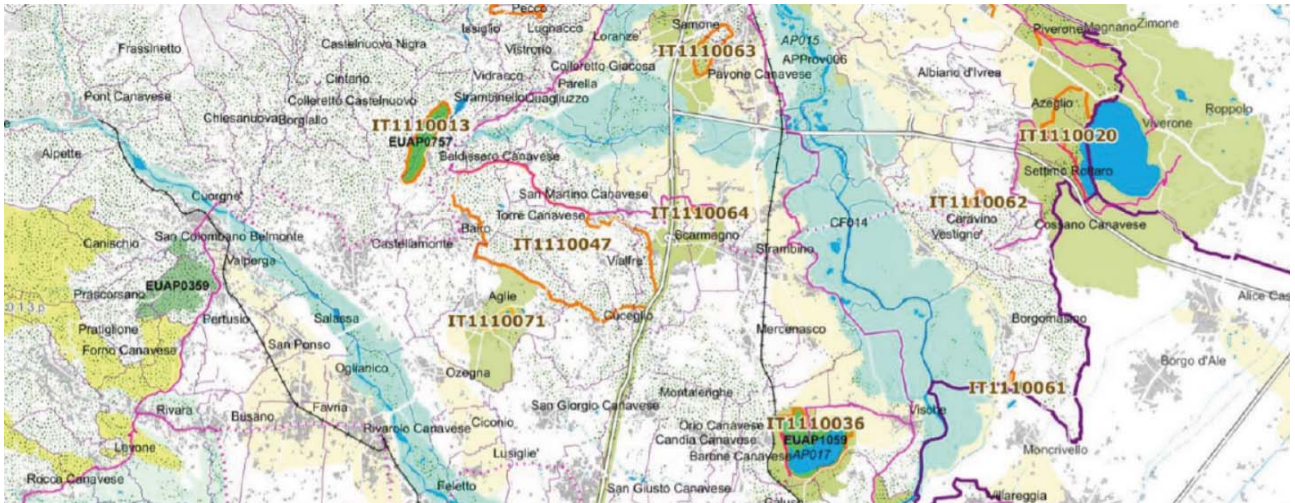 Pecco
Issiglio
Lugnacco
Samone
Piverone
Magnano
Zimone
Frassinetto
Castelnuovo Nigra
Vistrorio
Loranze
IT1110063
AP015
APProv006
Colleretto Giacosa
Pavone Canavese
Albiano d'Ivrea
Cintano
Vidracco
Parella
Pont Canavese
Colleretto Castelnuovo
Strambinello
Quagliuzzo
Azeglio
Roppolo
Chiesanuova
Borgiallo
IT1110013
EUAP0757
IT1110020
Viverone
Alpette
Baldissero Canavese
Settimo Rottaro
Cuorgne'
San Martino Canavese
IT1110062
Torre Canavese
IT1110064
CF014
Caravino
Cossano Canavese
San Colombano Belmonte
Bairo
Scarmagno
Vestigne'
Canischio
Castellamonte
IT1110047
Strambino
Valperga
Vialfre
EUAP0359
Prascorsano
Aglie
Alice Cas
Pertusio
Salassa
IT1110071
Cuceglio
Borgomasino
Pratiglione
Mercenasco
Forno Canavese
San Ponso
Borgo d'Ale
Oglianico
Ozegna
IT1110061
Montalenghe
Rivara
Busano
Favria
San Giorgio Canavese
Vische
Rivarolo Canavese
Ciconio
Orio Canavese
IT1110036
Candia Canavese
EUAP1059
Levone
Lusiglie'
Barone Canavese
AP017
Moncrivello
Rocca Canavese
Feletto
San Giusto Canavese
Caluso
Villareggia